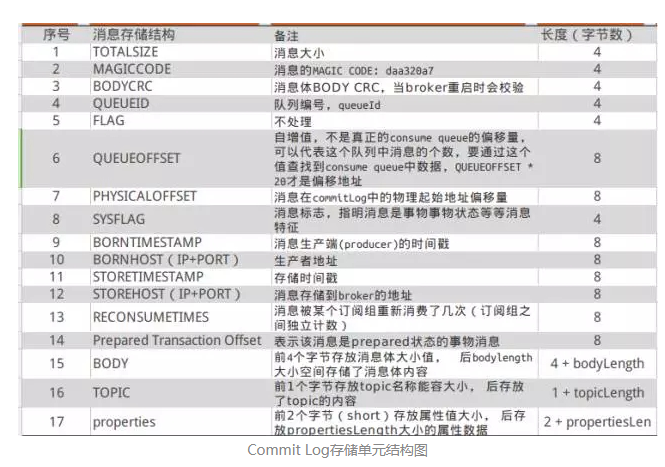 序号 消息存储结构 备注 长度（字节数）
1 TOTALSIZE 消息大小 4
2 MAGICCODE 消息的MAGIC CODE: daa320a7 4
3 BODYCRC 消息体BODY CRC，当broker重启时会校验 4
4 QUEUEID 队列编号，queueId 4
5 FLAG 不处理 4
自增值，不是真正的consume queue的偏移量，
6 QUEUEOFFSET 可以代表这个队列中消息的个数，要通过这个 8
值查找到consume queue中数据，QUEUEOFFSET *
20才是偏移地址
7 PHYSICALOFFSET 消息在commitLog中的物理起始地址偏移量 8
8 SYSFLAG 消息标志，指明消息是事物事物状态等等消息 4
特征
9 BORNTIMESTAMP 消息生产端(producer)的时间戳 8
10 BORNHOST（IP+PORT） 生产者地址 8
11 STORETIMESTAMP 存储时间戳 8
12 STOREHOST（IP+PORT） 消息存储到broker的地址 8
13 RECONSUMETIMES 消息被某个订阅组重新消费了几次（订阅组之 8
间独立计数）
14 Prepared Transaction Offset 表示该消息是prepared状态的事物消息 8
15 BODY 前4个字节存放消息体大小值， 后bodylength 4 + bodyLength
大小空间存储了消息体内容
16 TOPIC 前1个字节存放topic名称能容大小， 后存放 1 + topicLength
了topic的内容
17 properties 前2个字节（short）存放属性值大小， 后存 2 + propertiesLen
放propertiesLength大小的属性数据
Commit Log存储单元结构图